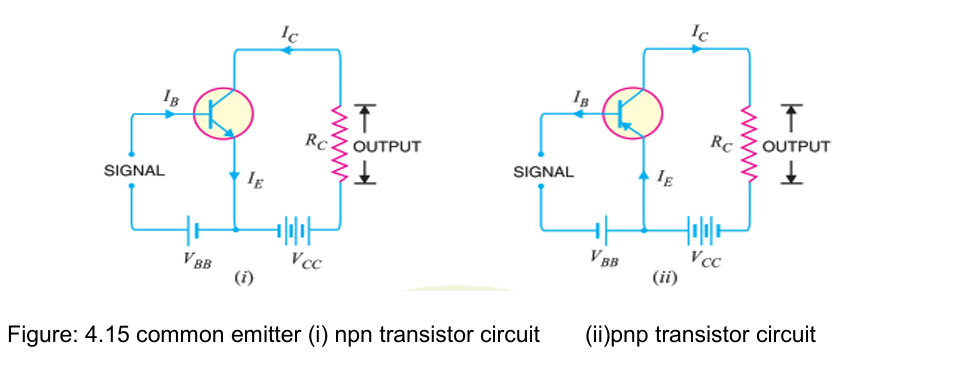 I_C
I_B
R_C
OUTPUT
SIGNAL
I_E
V_BB
V_CC
(i)
I_C
I_B
R_C
OUTPUT
SIGNAL
I_E
V_BB
V_CC
(ii)
Figure: 4.15 common emitter (i) npn transistor circuit (ii)pnp transistor circuit